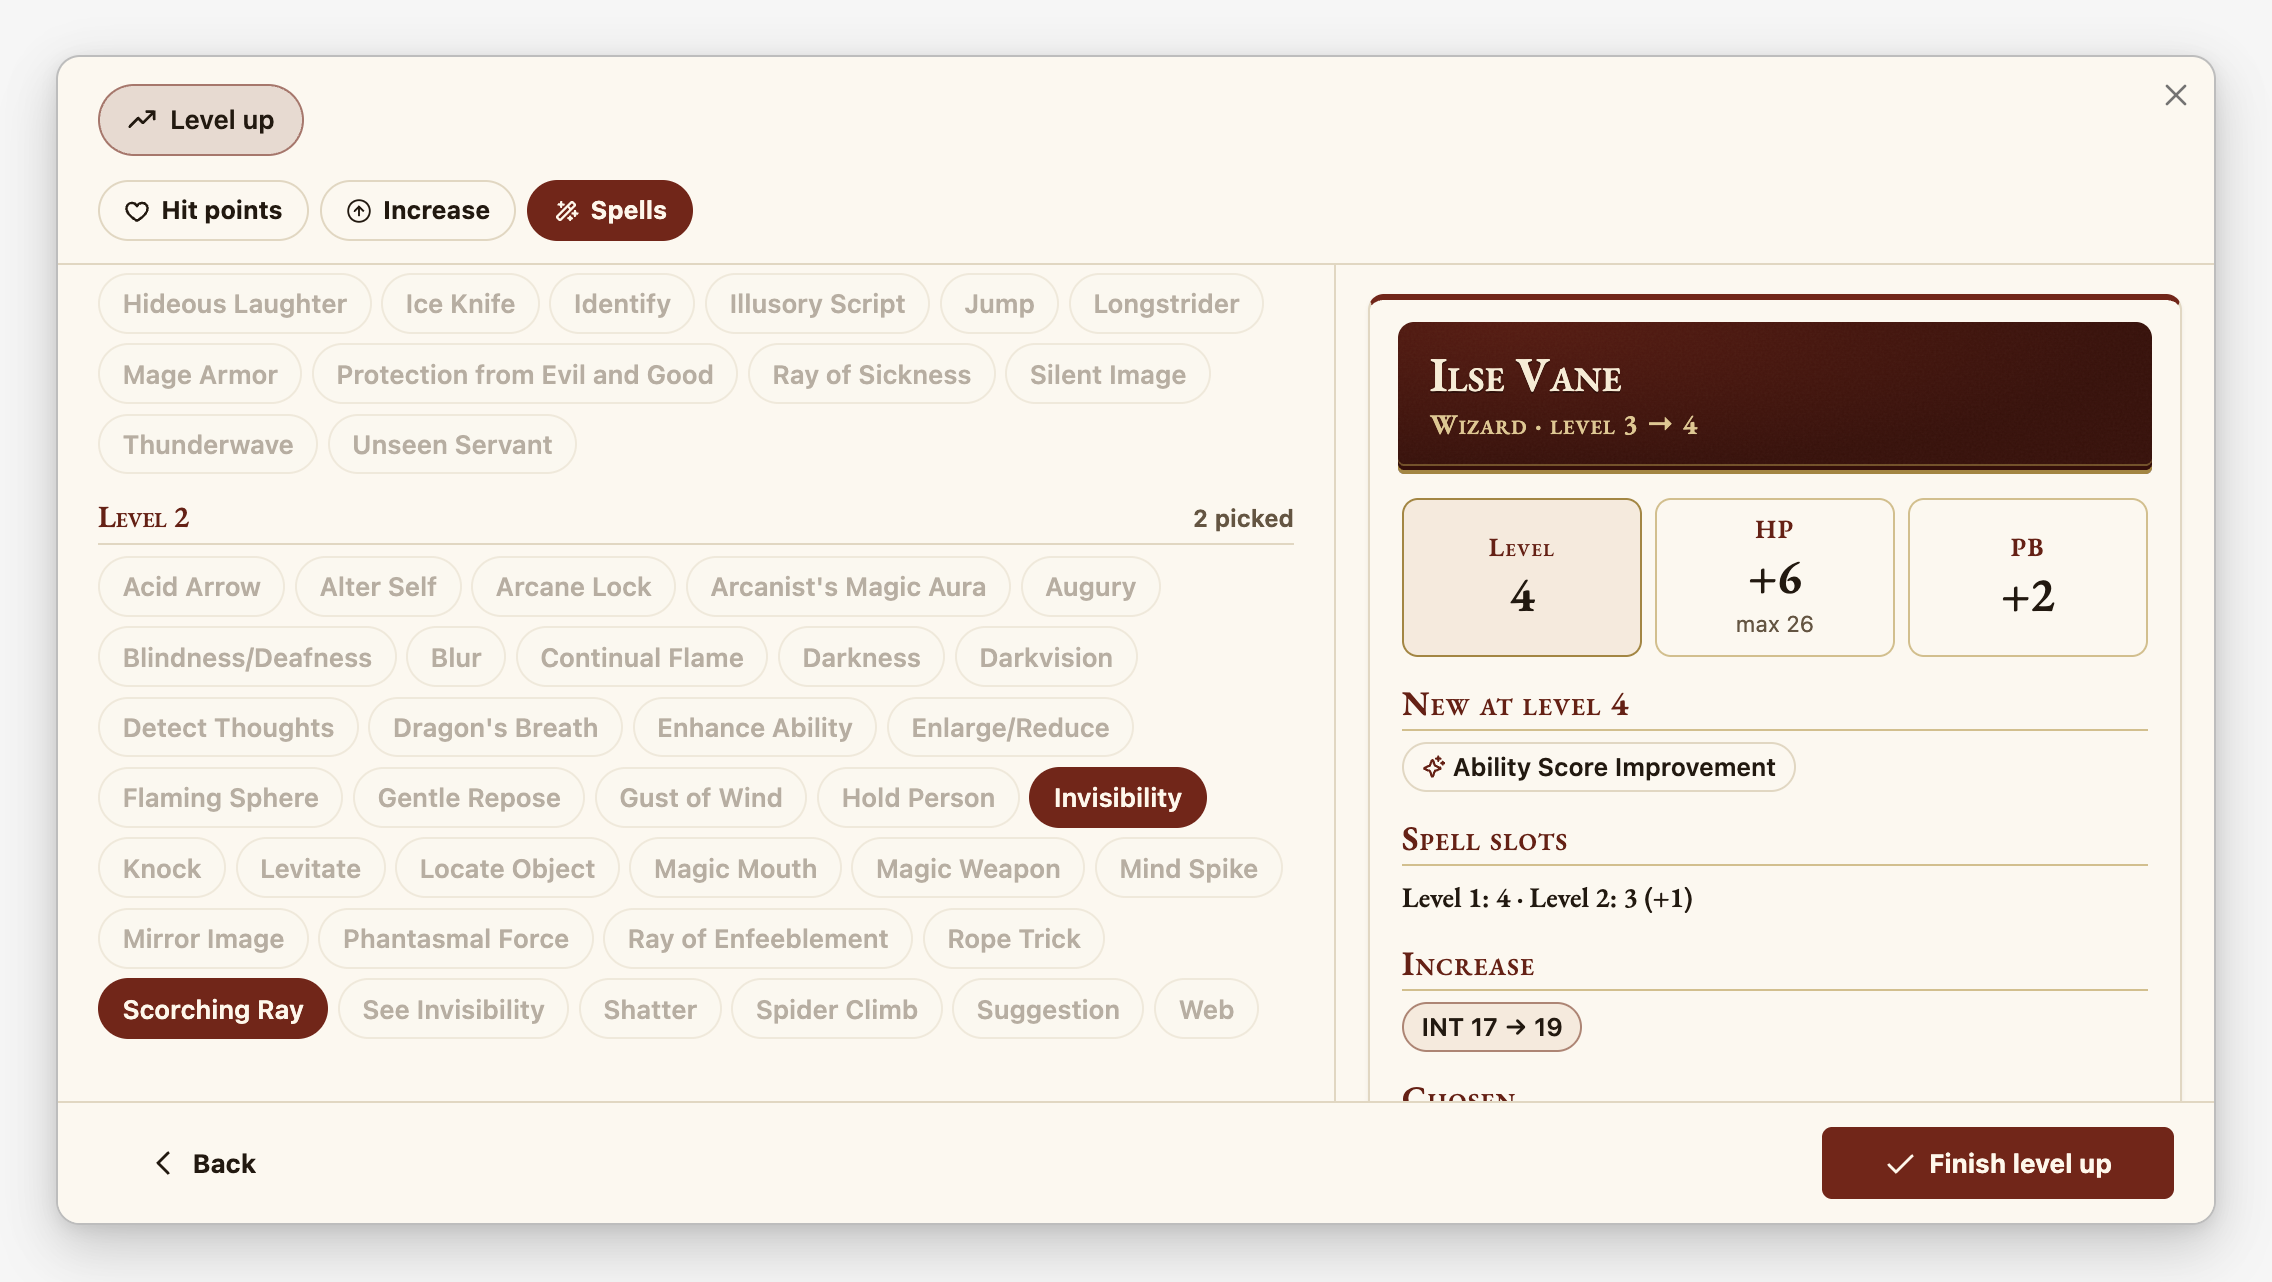 Level up
Hit points Increase Spells
Hideous Laughter Ice Knife Identify Illusory Script Jump Longstrider
Mage Armor Protection from Evil and Good Ray of Sickness Silent Image
Thunderwave Unseen Servant
Level 2 2 picked
Acid Arrow Alter Self Arcane Lock Arcanist's Magic Aura Augury
Blindness/Deafness Blur Continual Flame Darkness Darkvision
Detect Thoughts Dragon's Breath Enhance Ability Enlarge/Reduce
Flaming Sphere Gentle Repose Gust of Wind Hold Person Invisibility
Knock Levitate Locate Object Magic Mouth Magic Weapon Mind Spike
Mirror Image Phantasmal Force Ray of Enfeeblement Rope Trick
Scorching Ray See Invisibility Shatter Spider Climb Suggestion Web
Ilse Vane
Wizard · level 3 → 4
Level
4
HP
+6
max 26
PB
+2
New at level 4
Ability Score Improvement
Spell slots
Level 1: 4 · Level 2: 3 (+1)
Increase
INT 17 → 19
Chosen
Back
Finish level up